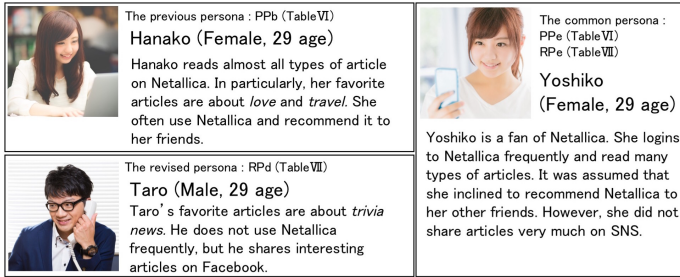 The previous persona : PPb (TableⅥ)
Hanako (Female, 29 age)
Hanako reads almost all types of article
on Netallica. In particularly, her favorite
articles are about love and travel. She
often use Netallica and recommend it to
her friends.
The revised persona : RPd (TableⅦ)
Taro (Male, 29 age)
Taro's favorite articles are about trivia
news. He does not use Netallica
frequently, but he shares interesting
articles on Facebook.
The common persona :
PPe (TableⅥ)
RPe (TableⅦ)
Yoshiko
(Female, 29 age)
Yoshiko is a fan of Netallica. She logins
to Netallica frequently and read many
types of articles. It was assumed that
she inclined to recommend Netallica to
her other friends. However, she did not
share articles very much on SNS.